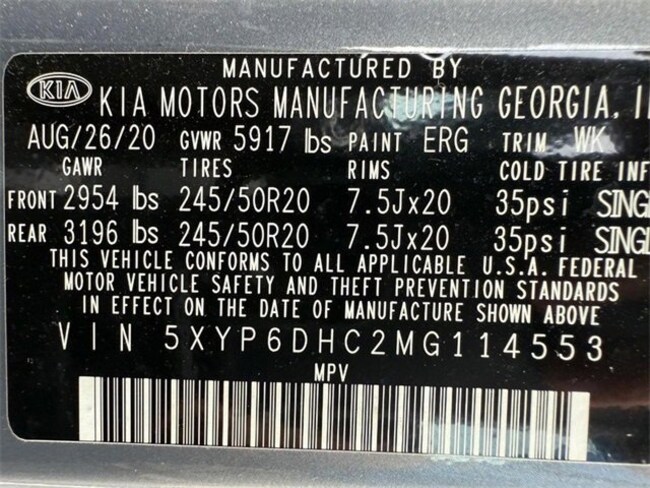 MANUFACTURED BY
KIA KIA MOTORS MANUFACTURING GEORGIA,
AUG/26/20 GVWR 5917 lbs PAINT ERG TRIM WK
GAWR TIRES RIMS COLD TIRE INF
FRONT 2954 lbs 245/50R20 7.5Jx20 35psi SINGL
REAR 3196 lbs 245/50R20 7.5Jx20 35psi SINGL
THIS VEHICLE CONFORMS TO ALL APPLICABLE U.S.A. FEDERAL
MOTOR VEHICLE SAFETY AND THEFT PREVENTION STANDARDS
IN EFFECT ON THE DATE OF MANUFACTURE SHOWN ABOVE
VIN 5XYP6DHC2MG114553
MPV